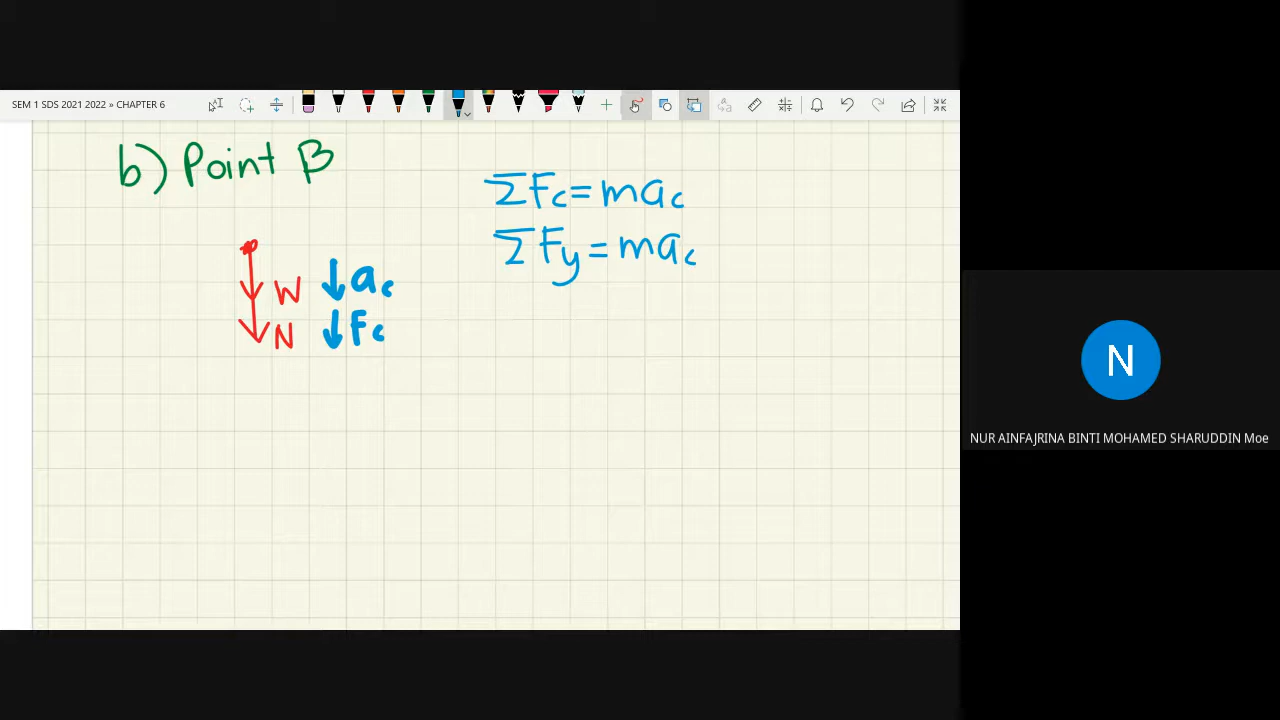 SEM 1 SDS 2021 2022 » CHAPTER 6
b) Point B
ΣFc = mac
ΣFy = mac
W ↓ ac
N ↓ Fc
N
NUR AINFAJRINA BINTI MOHAMED SHARUDDIN Moe